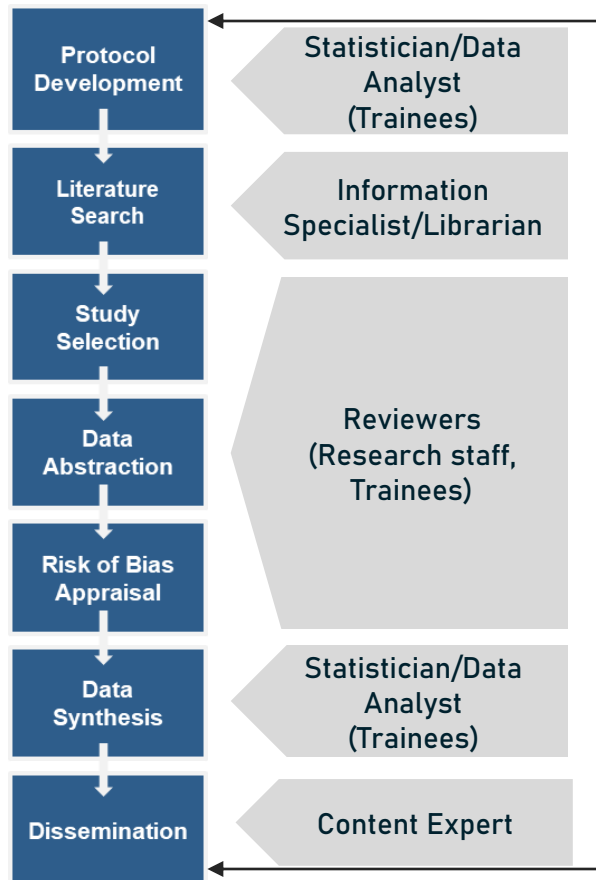 Protocol
Development
Statistician/Data
Analyst
(Trainees)
Literature
Search
Information
Specialist/Librarian
Study
Selection
Data
Abstraction
Reviewers
(Research staff,
Trainees)
Risk of Bias
Appraisal
Data
Synthesis
Statistician/Data
Analyst
(Trainees)
Dissemination
Content Expert